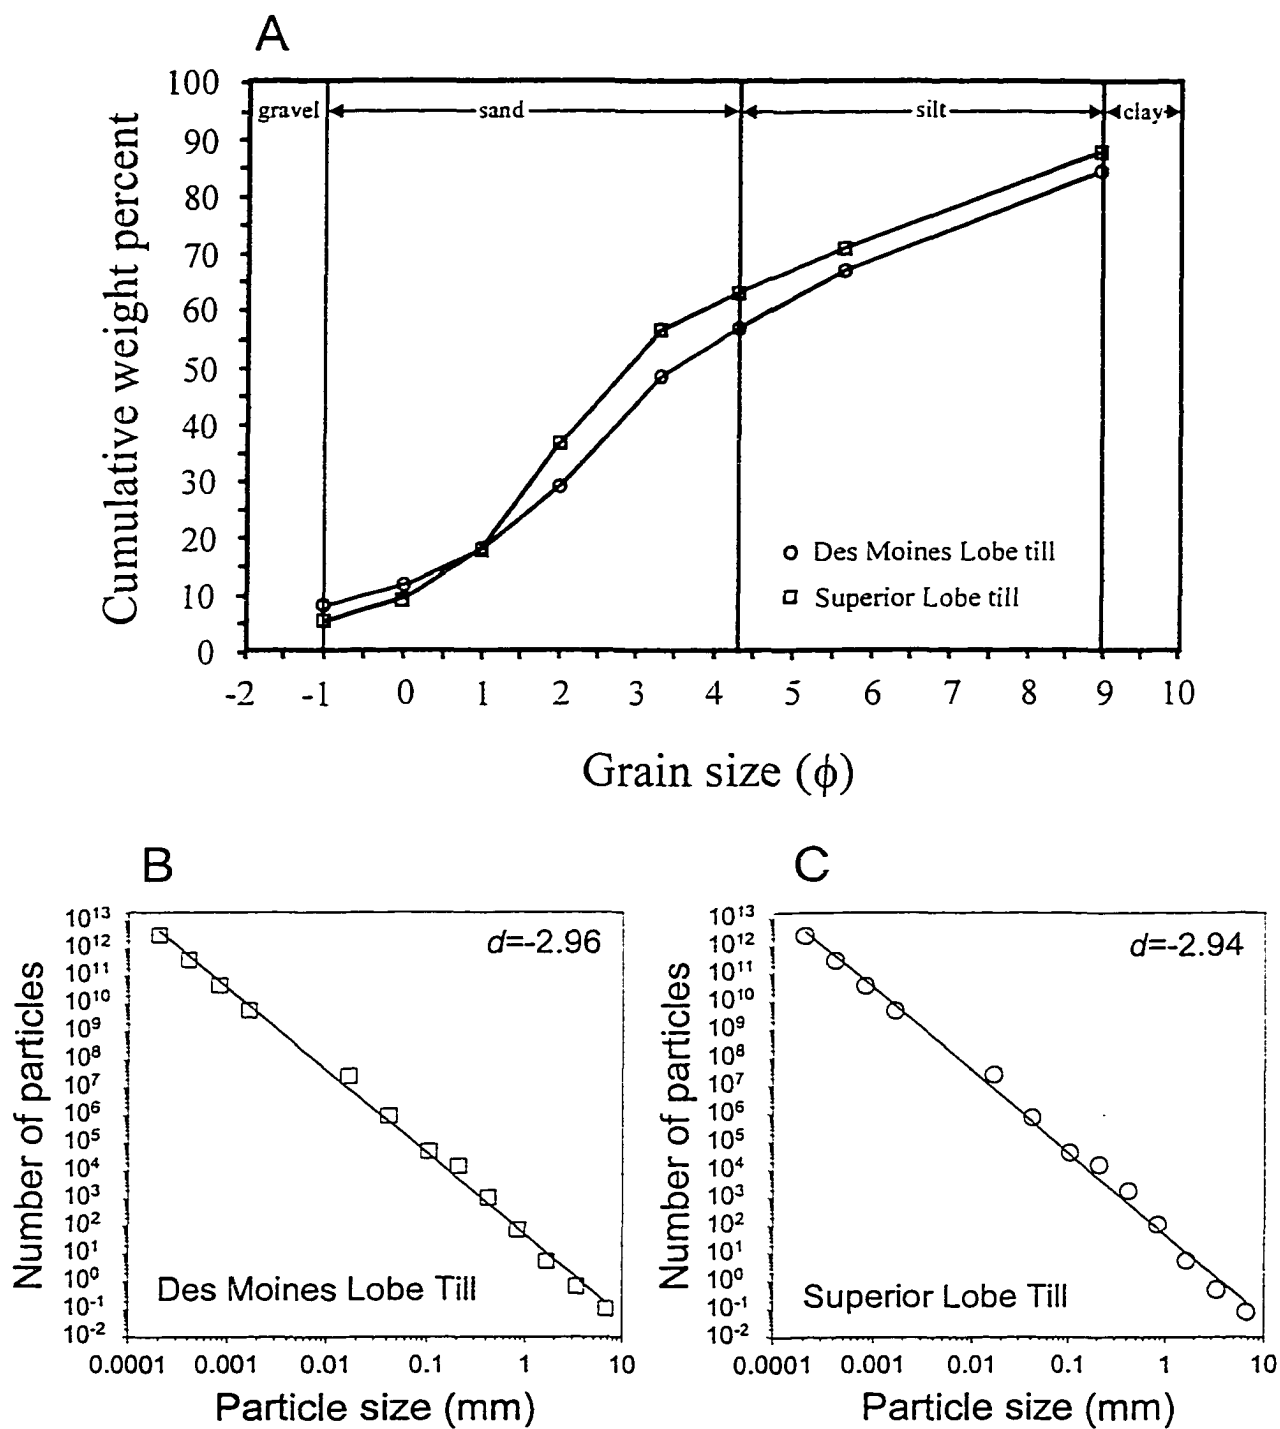 A
100
90
80
70
60
50
40
30
20
10
0
Cumulative weight percent
gravel
sand
silt
clay
Des Moines Lobe till
Superior Lobe till
-2 -1 0 1 2 3 4 5 6 7 8 9 10
Grain size (ϕ)
B
10¹³
10¹²
10¹¹
10¹⁰
10⁹
10⁸
10⁷
10⁶
10⁵
10⁴
10³
10²
10¹
10⁰
10⁻¹
10⁻²
Number of particles
d=-2.96
Des Moines Lobe Till
0.0001 0.001 0.01 0.1 1 10
Particle size (mm)
C
10¹³
10¹²
10¹¹
10¹⁰
10⁹
10⁸
10⁷
10⁶
10⁵
10⁴
10³
10²
10¹
10⁰
10⁻¹
10⁻²
Number of particles
d=-2.94
Superior Lobe Till
0.0001 0.001 0.01 0.1 1 10
Particle size (mm)